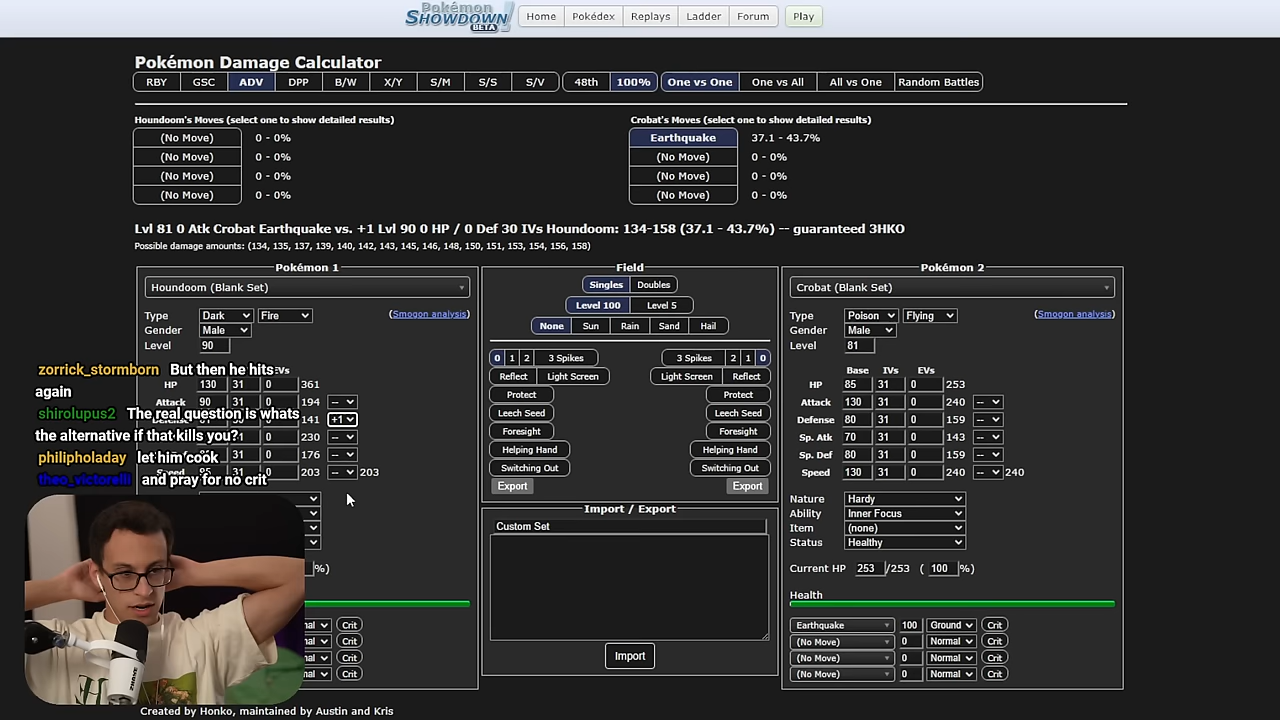 Pokémon
SHOWDOWN!
BETA
Home Pokédex Replays Ladder Forum Play
Pokémon Damage Calculator
RBY GSC ADV DPP B/W X/Y S/M S/S S/V 48th 100% One vs One One vs All All vs One Random Battles
Houndoom's Moves (select one to show detailed results)
(No Move) 0 - 0%
(No Move) 0 - 0%
(No Move) 0 - 0%
(No Move) 0 - 0%
Crobat's Moves (select one to show detailed results)
Earthquake 37.1 - 43.7%
(No Move) 0 - 0%
(No Move) 0 - 0%
(No Move) 0 - 0%
Lvl 81 0 Atk Crobat Earthquake vs. +1 Lvl 90 0 HP / 0 Def 30 IVs Houndoom: 134-158 (37.1 - 43.7%) -- guaranteed 3HKO
Possible damage amounts: (134, 135, 137, 139, 140, 142, 143, 145, 146, 148, 150, 151, 153, 154, 156, 158)
Pokémon 1
Houndoom (Blank Set)
Type Dark Fire (Smogon analysis)
Gender Male
Level 90
HP 130 31 0 361
Attack 90 31 0 194 --
0 141 +1
31 0 230 --
31 0 176 --
31 0 203 -- 203
%)
Crit
Crit
Crit
Crit
zorrick_stormborn But then he hits
again
shirolupus2 The real question is whats
the alternative if that kills you?
philipholaday let him cook
theo_victorelli and pray for no crit
Field
Singles Doubles
Level 100 Level 5
None Sun Rain Sand Hail
0 1 2 3 Spikes 3 Spikes 2 1 0
Reflect Light Screen Light Screen Reflect
Protect Protect
Leech Seed Leech Seed
Foresight Foresight
Helping Hand Helping Hand
Switching Out Switching Out
Export Export
Import / Export
Custom Set
Import
Pokémon 2
Crobat (Blank Set)
Type Poison Flying (Smogon analysis)
Gender Male
Level 81
Base IVs EVs
HP 85 31 0 253
Attack 130 31 0 240 --
Defense 80 31 0 159 --
Sp. Atk 70 31 0 143 --
Sp. Def 80 31 0 159 --
Speed 130 31 0 240 -- 240
Nature Hardy
Ability Inner Focus
Item (none)
Status Healthy
Current HP 253 /253 ( 100 %)
Health
Earthquake 100 Ground Crit
(No Move) 0 Normal Crit
(No Move) 0 Normal Crit
(No Move) 0 Normal Crit
Created by Honko, maintained by Austin and Kris